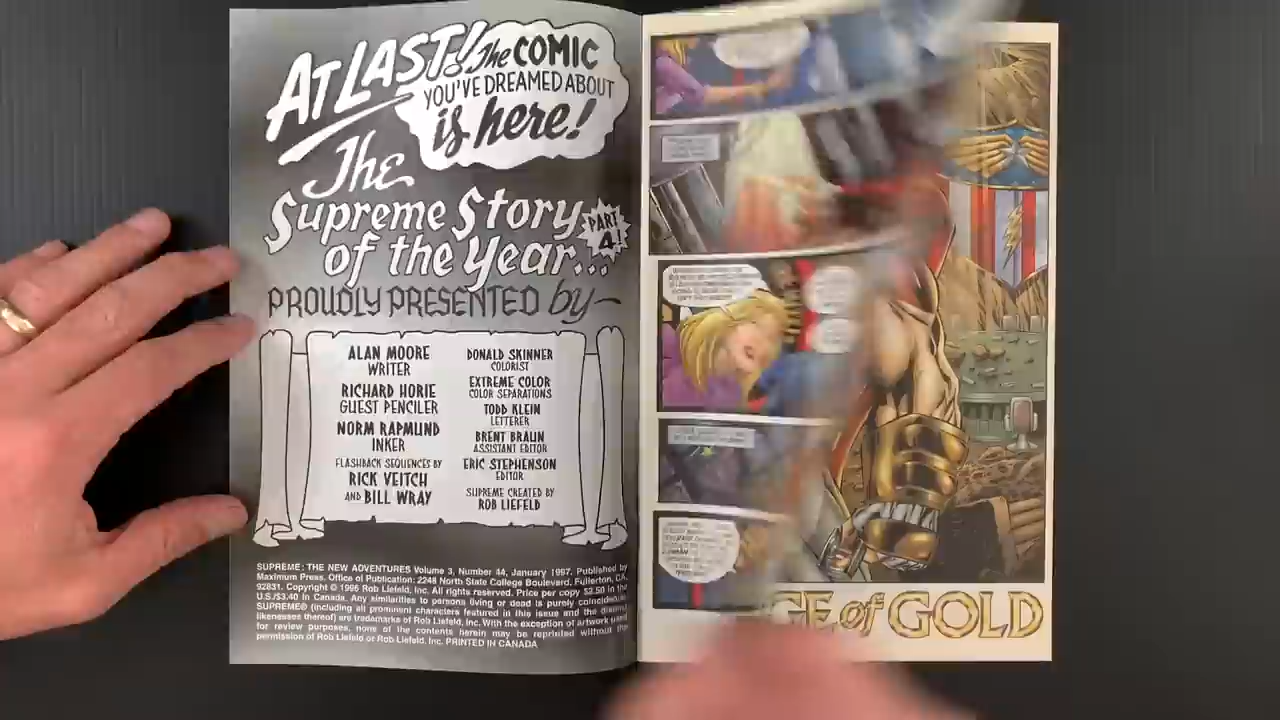 AT LAST! The COMIC
YOU'VE DREAMED ABOUT
is here!
The
Supreme Story
of the Year...
PART
4!
PROUDLY PRESENTED by—
ALAN MOORE
WRITER
RICHARD HORIE
GUEST PENCILER
NORM RAPMUND
INKER
FLASHBACK SEQUENCES BY
RICK VEITCH
AND BILL WRAY
DONALD SKINNER
COLORIST
EXTREME COLOR
COLOR SEPARATIONS
TODD KLEIN
LETTERER
BRENT BRAUN
ASSISTANT EDITOR
ERIC STEPHENSON
EDITOR
SUPREME CREATED BY
ROB LIEFELD
SUPREME: THE NEW ADVENTURES Volume 3, Number 44, January 1997. Published by
Maximum Press. Office of Publication: 2248 North State College Boulevard, Fullerton, CA,
92831. Copyright © 1996 Rob Liefeld, Inc. All rights reserved. Price per copy $2.50 in the
U.S./$3.40 in Canada. Any similarities to persons living or dead is purely coincidental.
SUPREME® (including all prominent characters featured in this issue and the distinct
likenesses thereof) are trademarks of Rob Liefeld, Inc. With the exception of artwork used
for review purposes, none of the contents herein may be reprinted without the
permission of Rob Liefeld or Rob Liefeld, Inc. PRINTED IN CANADA
GE of GOLD